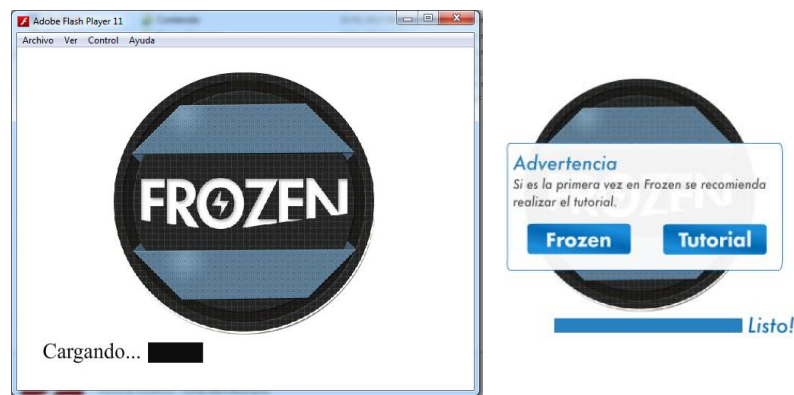 Adobe Flash Player 11
Archivo Ver Control Ayuda
FROZEN
Cargando...
Advertencia
Si es la primera vez en Frozen se recomienda
realizar el tutorial.
Frozen Tutorial
Listo!